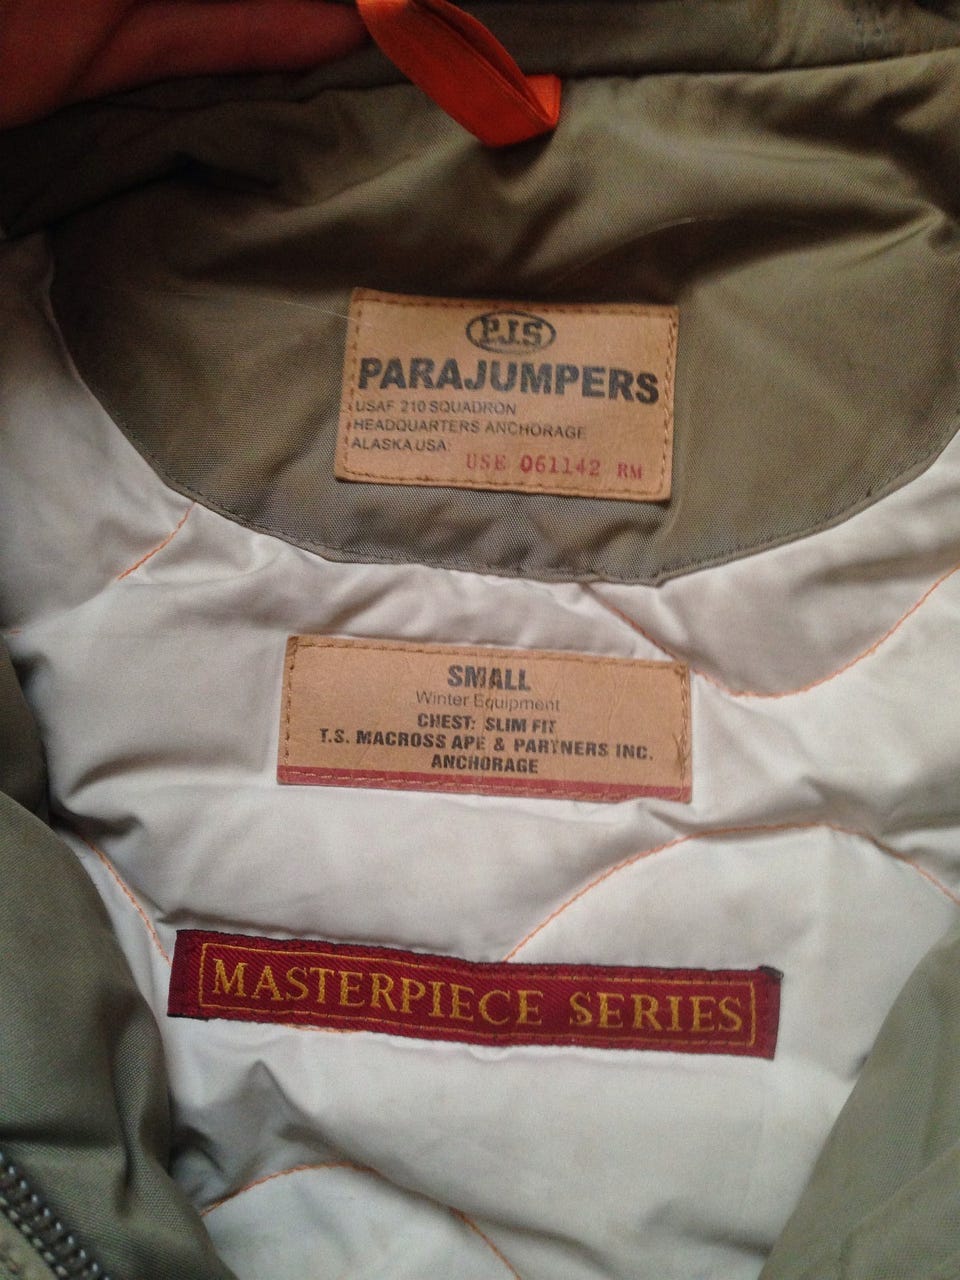 P.J.S
PARAJUMPERS
USAF 210 SQUADRON
HEADQUARTERS ANCHORAGE
ALASKA USA:
USE 061142 RM
SMALL
Winter Equipment
CHEST: SLIM FIT
T.S. MACROSS APE & PARTNERS INC.
ANCHORAGE
MASTERPIECE SERIES